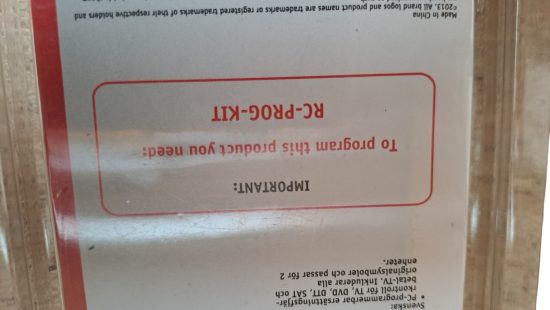 Svenska:
• PC-programmerbar ersättningsfjär-
rkontroll för TV, DVD, DTT, SAT och
betal-TV. Inkluderar alla
originalsymboler och passar för 2
enheter.
IMPORTANT:
To program this product you need:
RC-PROG-KIT
Made in China
©2013. All brand logos and product names are trademarks or registered trademarks of their respective holders and